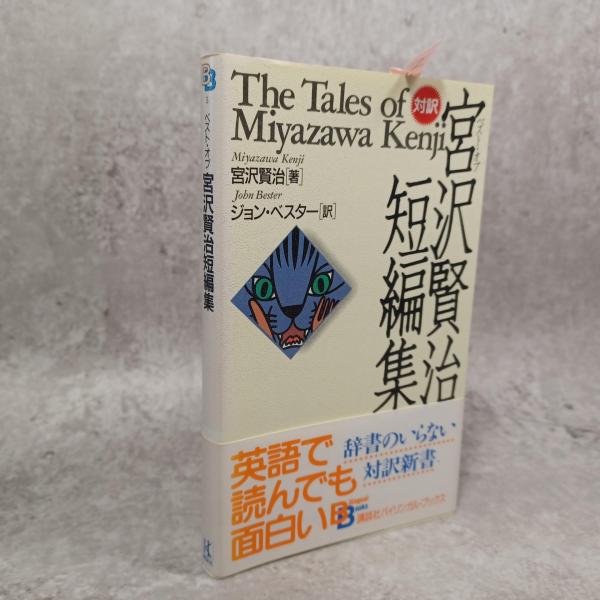 The Tales of
Miyazawa Kenji
対訳
ベスト・オブ
宮沢賢治
短編集
Miyazawa Kenji
宮沢賢治[著]
John Bester
ジョン・ベスター[訳]
英語で
読んでも
面白い
辞書のいらない
対訳新書
Bilingual
Books
講談社バイリンガル・ブックス
BB
ベスト・オブ
宮沢賢治短編集
K